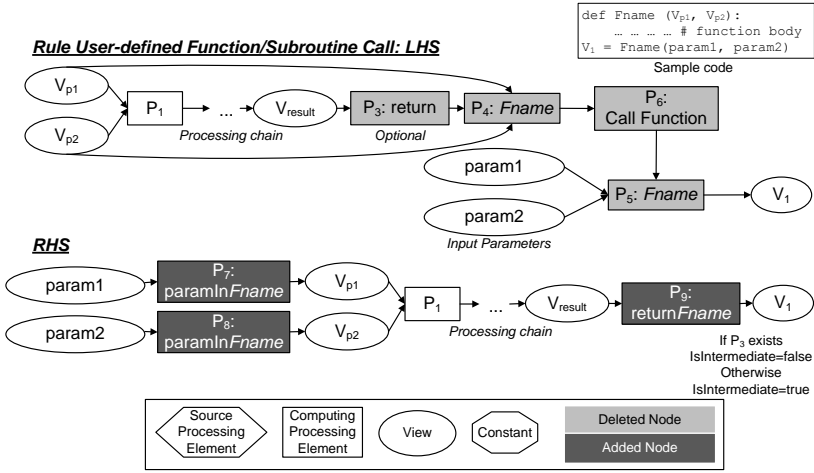 def Fname (Vp1, Vp2):
… … … … # function body
V1 = Fname(param1, param2)
Sample code
Rule User-defined Function/Subroutine Call: LHS
Vp1
Vp2
P1
...
Processing chain
Vresult
P3: return
Optional
P4: Fname
P6:
Call Function
param1
param2
Input Parameters
P5: Fname
V1
RHS
param1
P7:
paramInFname
Vp1
param2
P8:
paramInFname
Vp2
P1
...
Processing chain
Vresult
P9:
returnFname
V1
If P3 exists
IsIntermediate=false
Otherwise
IsIntermediate=true
Source
Processing
Element
Computing
Processing
Element
View
Constant
Deleted Node
Added Node